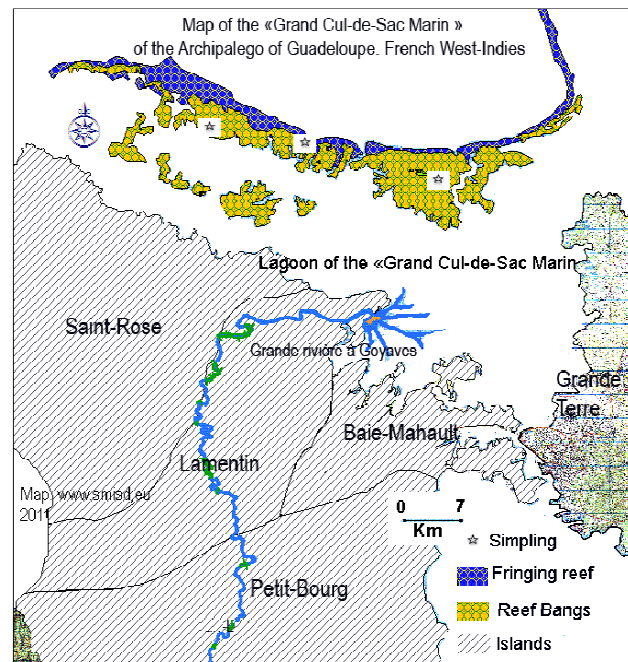 Map of the «Grand Cul-de-Sac Marin »
of the Archipalego of Guadeloupe. French West-Indies
Lagoon of the «Grand Cul-de-Sac Marin
Saint-Rose
Grande rivière à Goyaves
Grande
Terre
Baie-Mahault
Lamentin
Map www.smisd.eu
2011
0 7
Km
Simpling
Fringing reef
Petit-Bourg
Reef Bangs
Islands